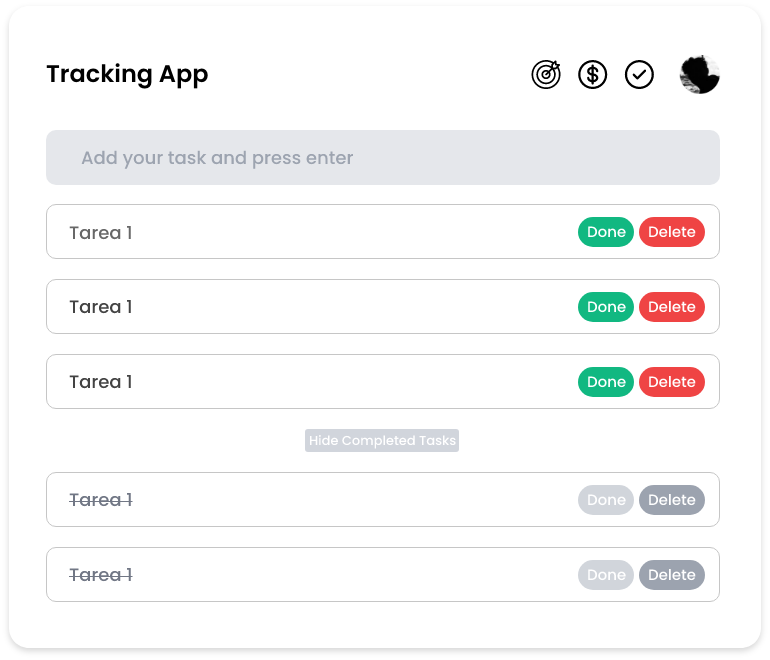 Tracking App
$
Add your task and press enter
Tarea 1 Done Delete
Tarea 1 Done Delete
Tarea 1 Done Delete
Hide Completed Tasks
Tarea 1 Done Delete
Tarea 1 Done Delete